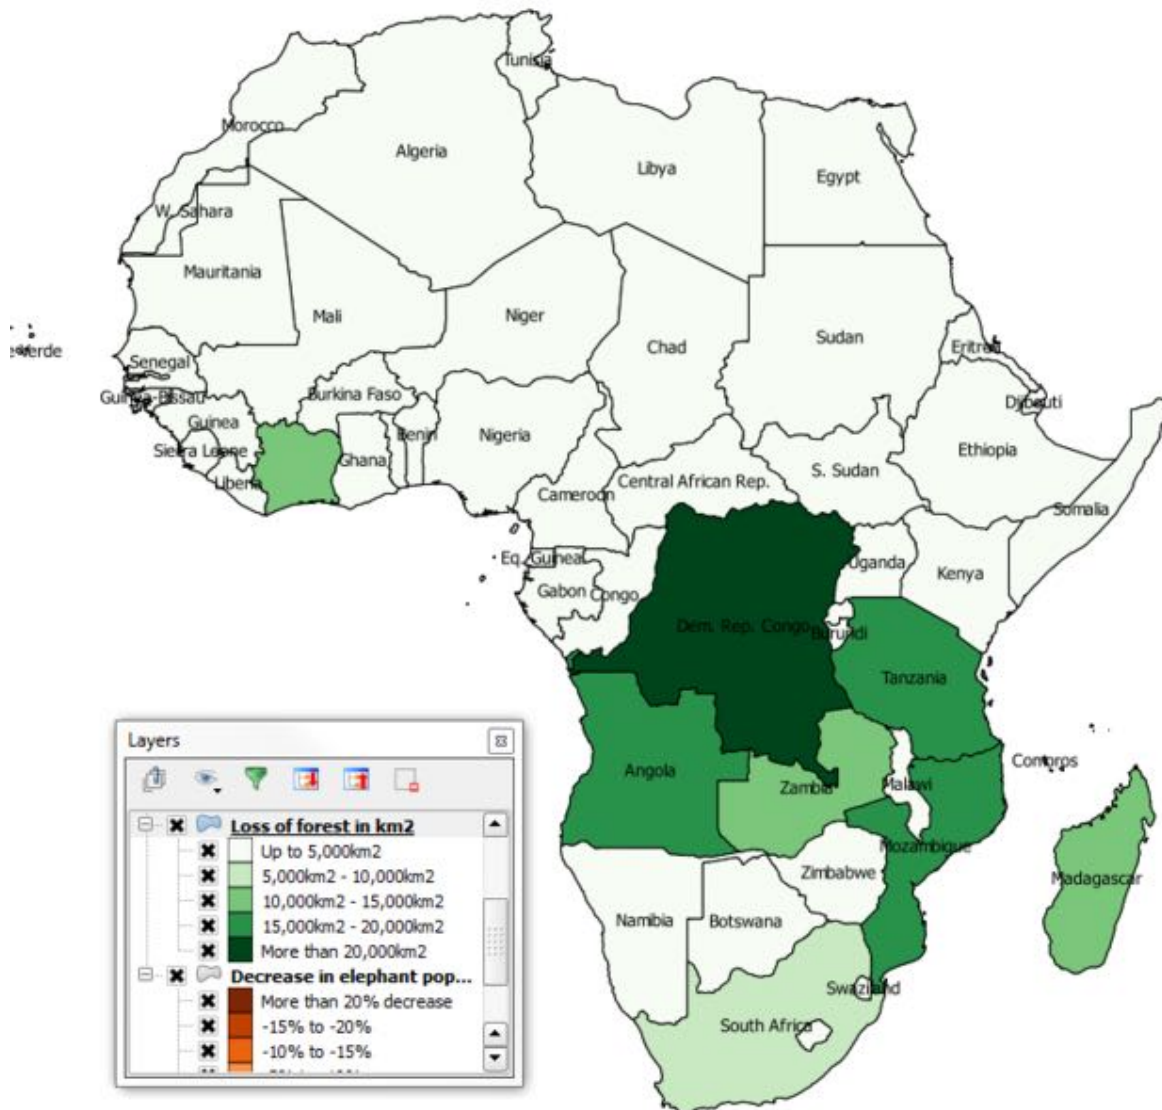 Tunisia
Morocco
Algeria
Libya
Egypt
W. Sahara
Mauritania
Mali
Niger
Chad
Sudan
Eritrea
e Verde
Senegal
Guinea-Bissau
Burkina Faso
Djibouti
Guinea
Sierra Leone
Ghana
Benin
Nigeria
Ethiopia
S. Sudan
Liberia
Central African Rep.
Cameroon
Somalia
Eq. Guinea
Uganda
Kenya
Gabon
Congo
Dem. Rep. Congo
Burundi
Tanzania
Layers
Angola
Comoros
Zambia
Malawi
Loss of forest in km2
Up to 5,000km2
5,000km2 - 10,000km2
10,000km2 - 15,000km2
15,000km2 - 20,000km2
More than 20,000km2
Decrease in elephant pop...
More than 20% decrease
-15% to -20%
-10% to -15%
Mozambique
Zimbabwe
Madagascar
Namibia
Botswana
Swaziland
South Africa